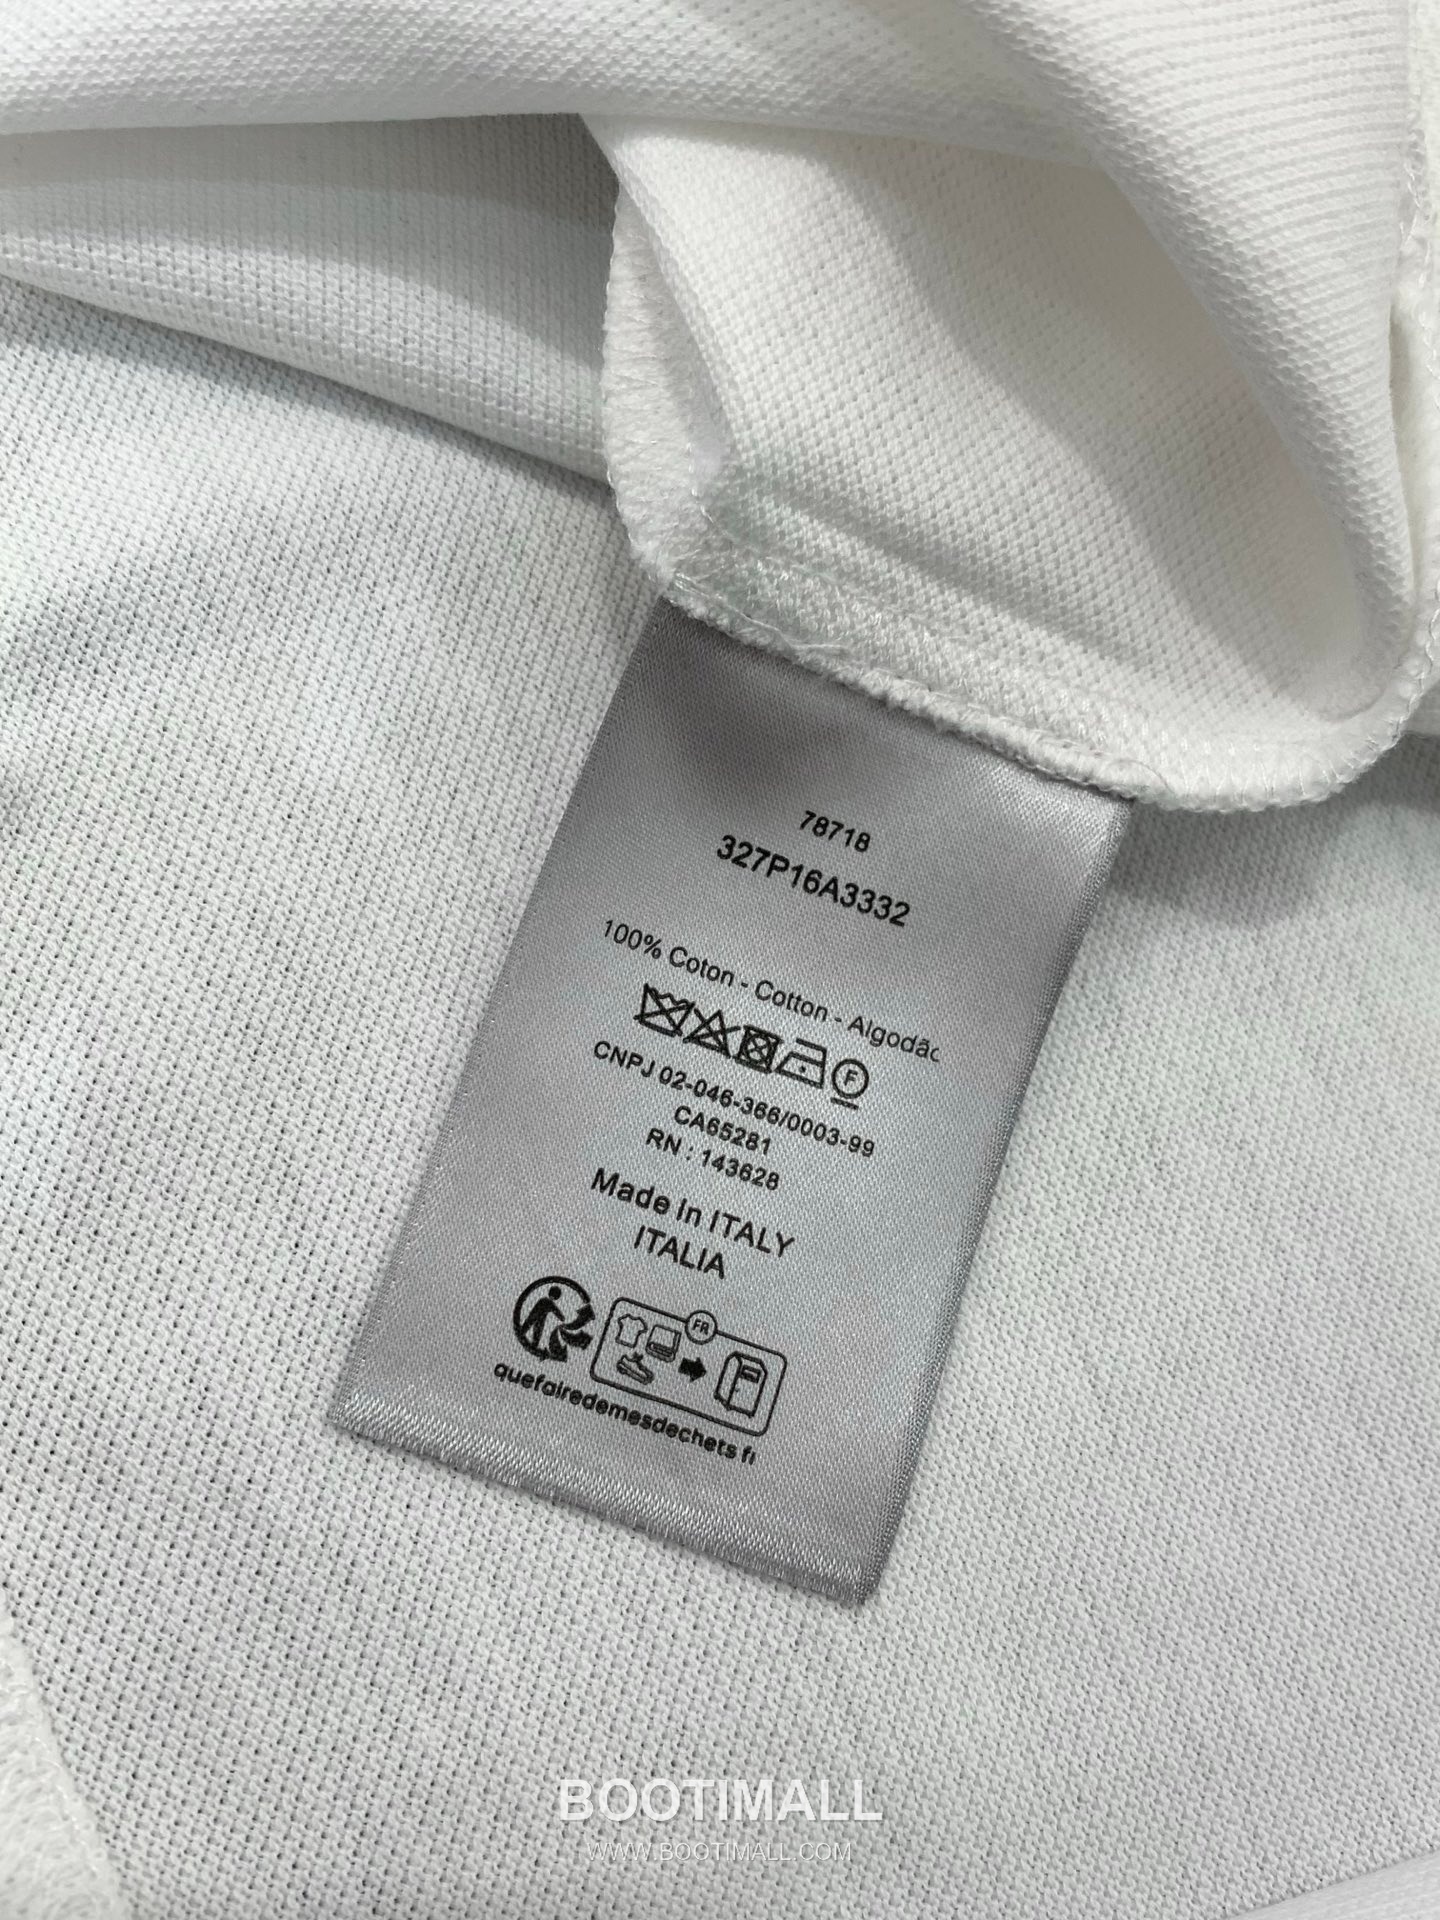 78718
327P16A3332
100% Coton - Cotton - Algodão
F
CNPJ 02-046-366/0003-99
CA65281
RN : 143628
Made in ITALY
ITALIA
FR
quefairedemesdechets fr
BOOTIMALL
WWW.BOOTIMALL.COM